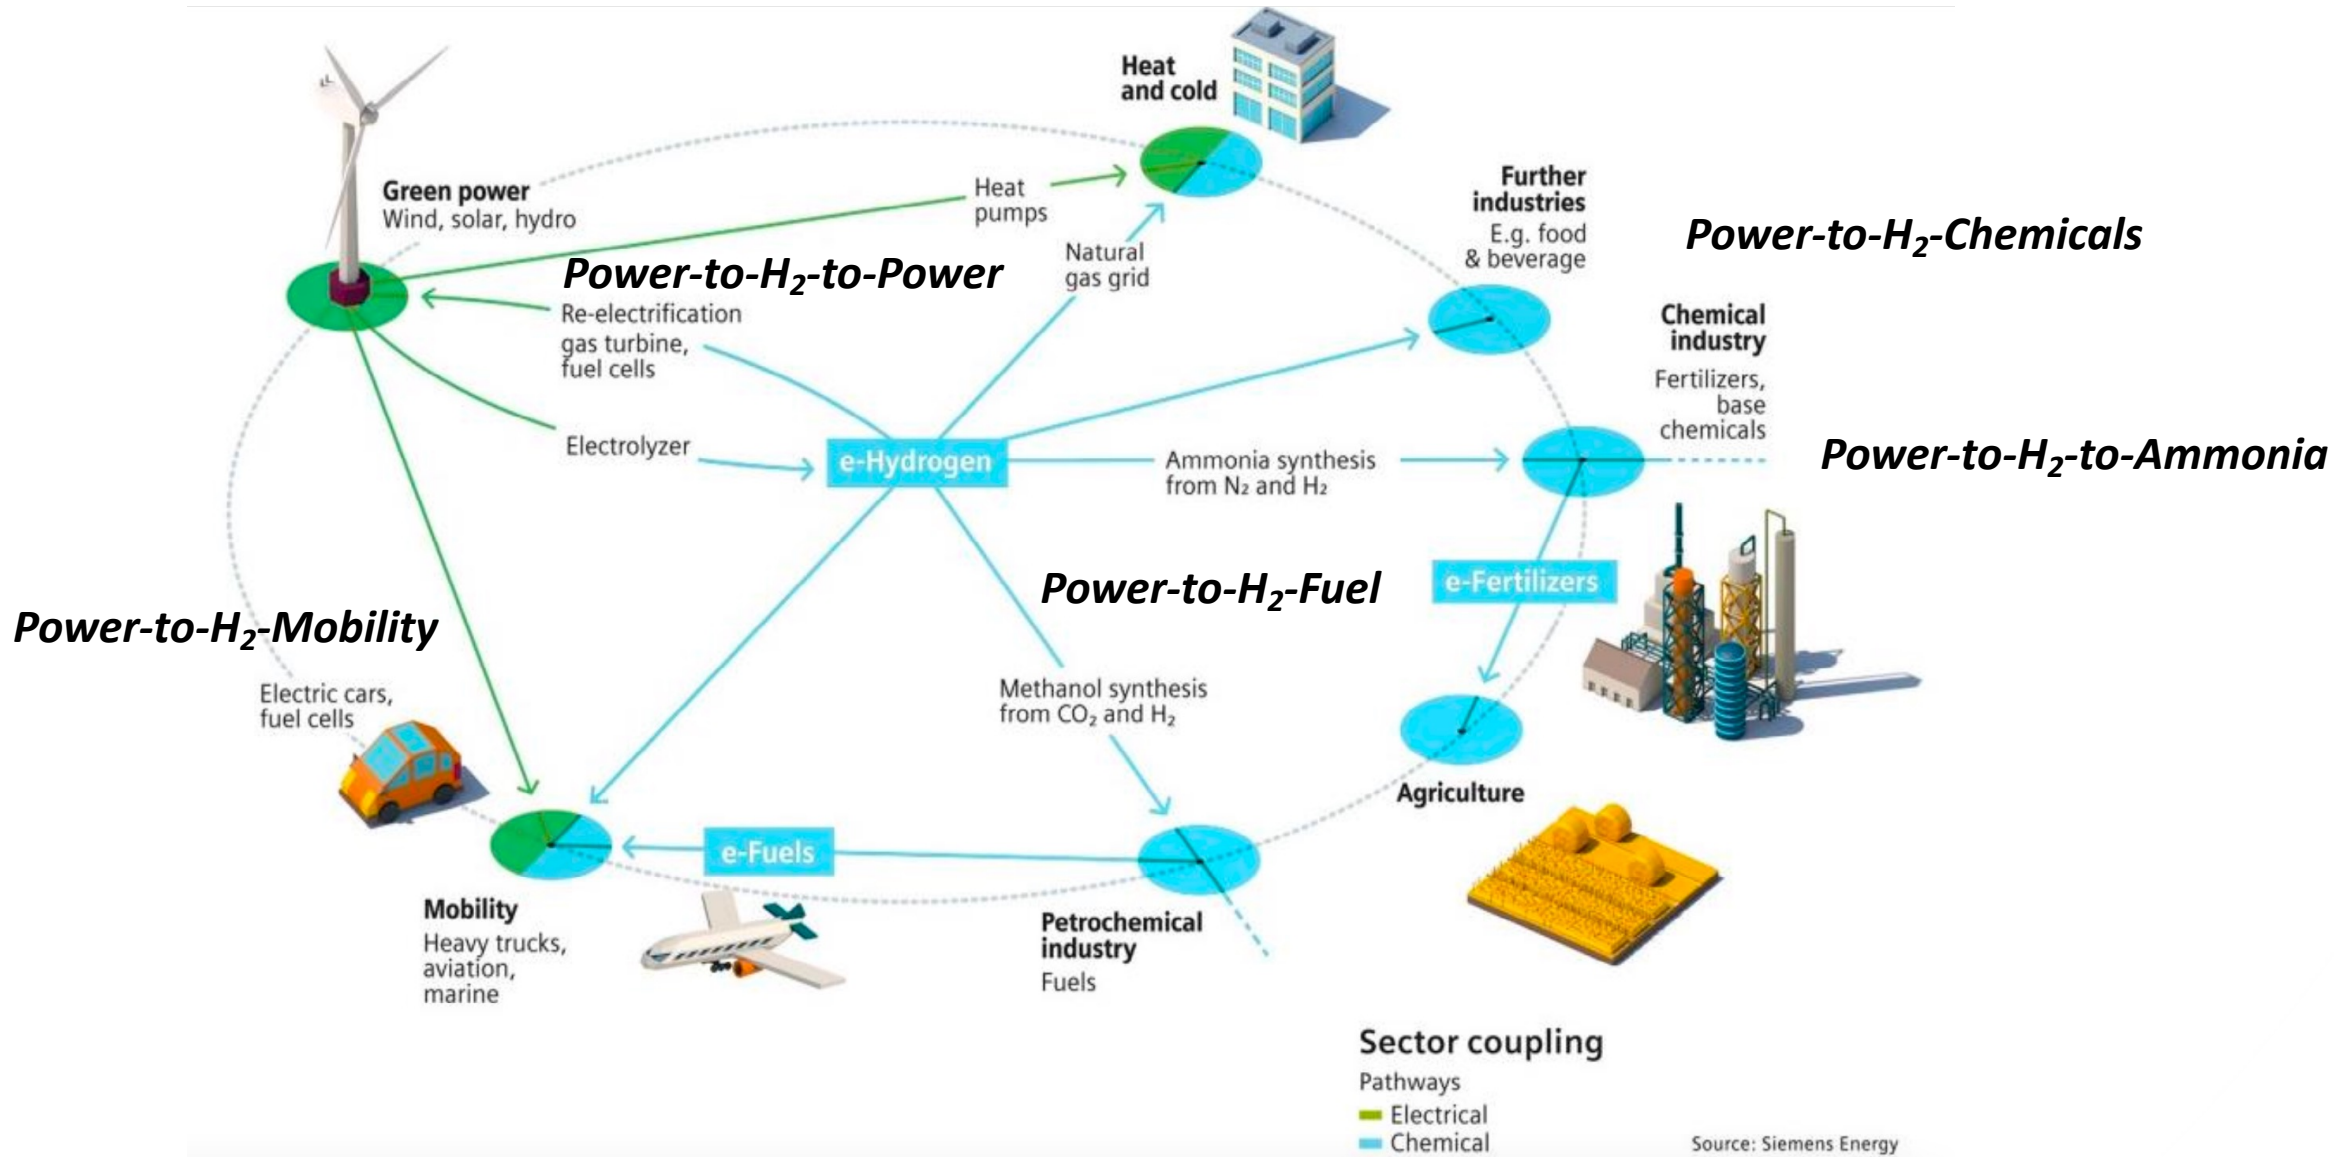 Heat
and cold
Green power
Wind, solar, hydro
Heat
pumps
Further
industries
E.g. food
& beverage
Power-to-H₂-Chemicals
Natural
gas grid
Power-to-H₂-to-Power
Re-electrification
gas turbine,
fuel cells
Chemical
industry
Fertilizers,
base
chemicals
Electrolyzer
e-Hydrogen
Ammonia synthesis
from N₂ and H₂
Power-to-H₂-to-Ammonia
Power-to-H₂-Fuel
e-Fertilizers
Power-to-H₂-Mobility
Electric cars,
fuel cells
Methanol synthesis
from CO₂ and H₂
Agriculture
e-Fuels
Mobility
Heavy trucks,
aviation,
marine
Petrochemical
industry
Fuels
Sector coupling
Pathways
Electrical
Chemical
Source: Siemens Energy